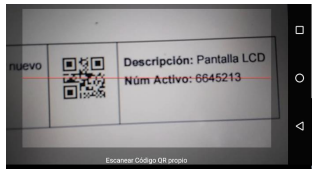 nuevo
Descripción: Pantalla LCD
Núm Activo: 6645213
Escanear Código QR propio